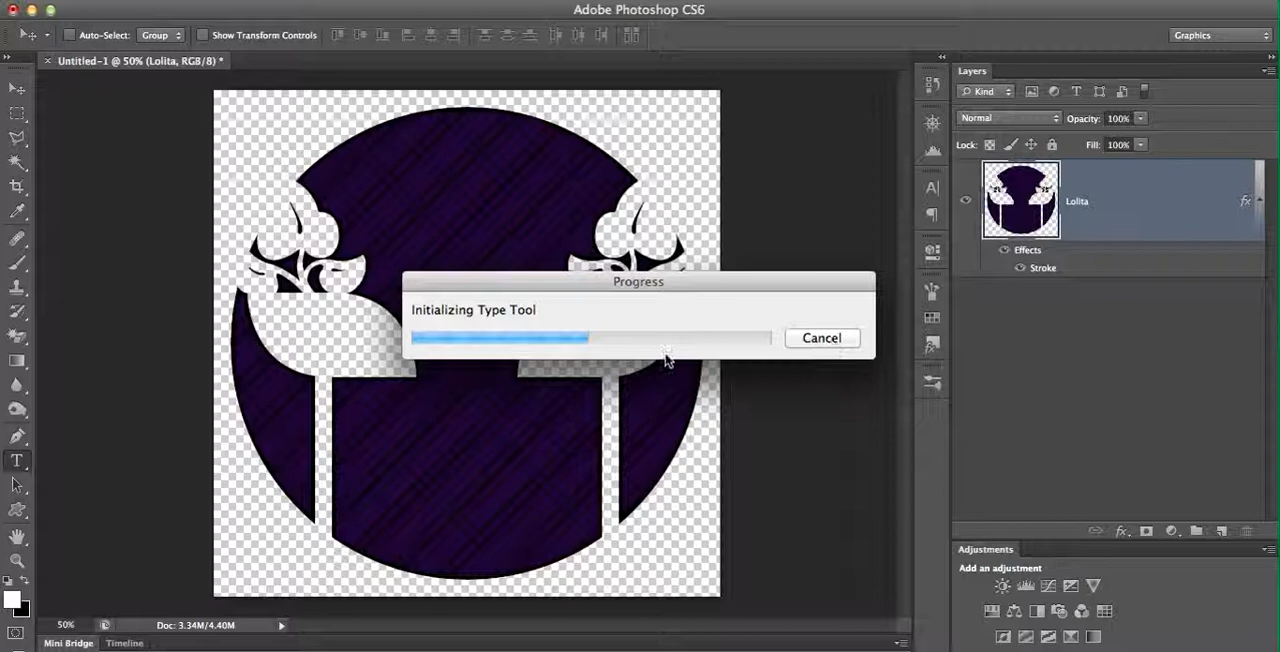 Adobe Photoshop CS6
Auto-Select: Group Show Transform Controls Graphics
× Untitled-1 @ 50% (Lolita, RGB/8) *
Layers
Kind
Normal Opacity: 100%
Lock: Fill: 100%
Lolita fx
Effects
Stroke
Progress
Initializing Type Tool
Cancel
Adjustments
Add an adjustment
50% Doc: 3.34M/4.40M
Mini Bridge Timeline